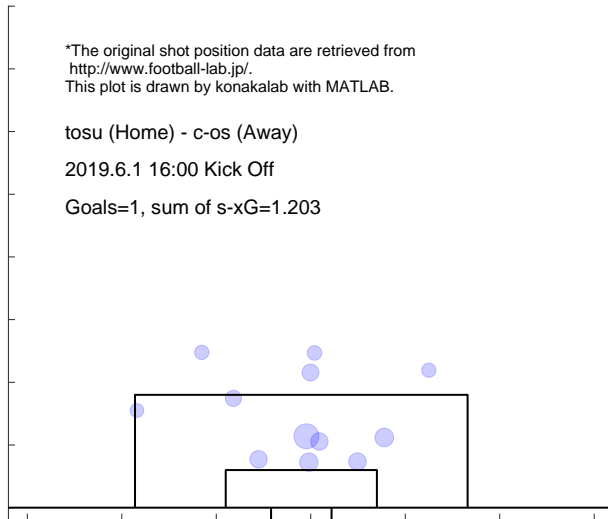 *The original shot position data are retrieved from
http://www.football-lab.jp/.
This plot is drawn by konakalab with MATLAB.
tosu (Home) - c-os (Away)
2019.6.1 16:00 Kick Off
Goals=1, sum of s-xG=1.203